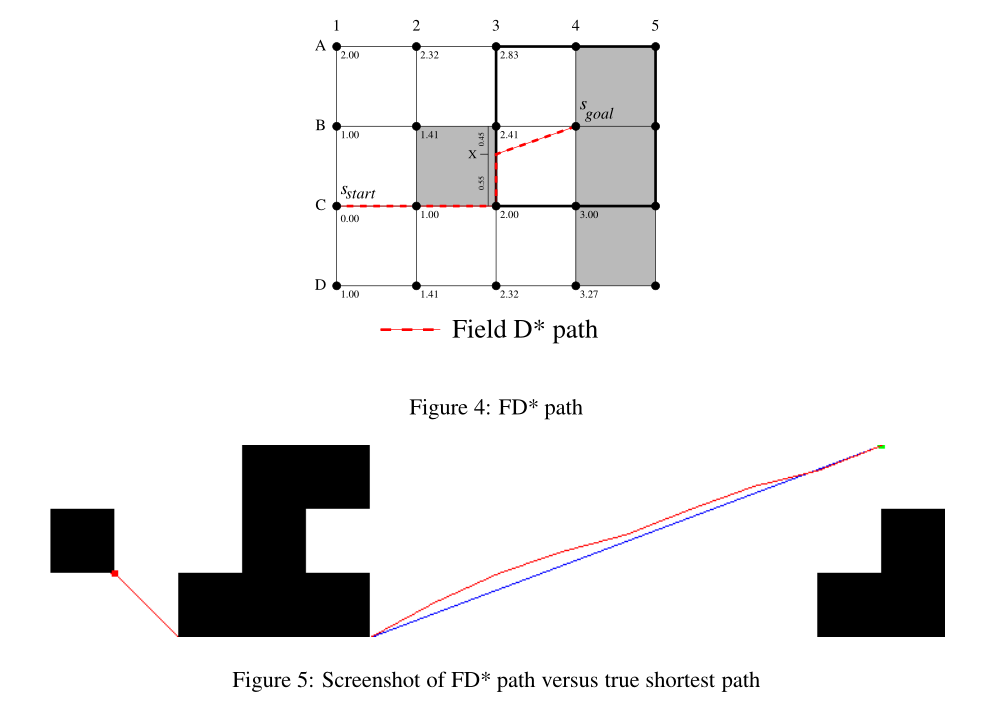 1 2 3 4 5
A
2.00 2.32 2.83
s goal
B
1.00 1.41 2.41
0.45
X
0.55
s start
C
0.00 1.00 2.00 3.00
D
1.00 1.41 2.32 3.27
Field D* path
Figure 4: FD* path
Figure 5: Screenshot of FD* path versus true shortest path